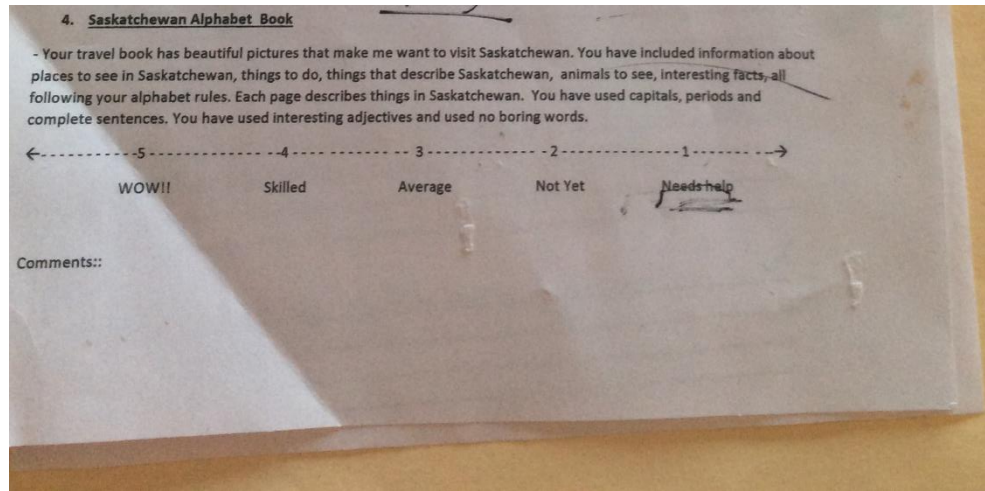 4. Saskatchewan Alphabet Book
- Your travel book has beautiful pictures that make me want to visit Saskatchewan. You have included information about
places to see in Saskatchewan, things to do, things that describe Saskatchewan, animals to see, interesting facts, all
following your alphabet rules. Each page describes things in Saskatchewan. You have used capitals, periods and
complete sentences. You have used interesting adjectives and used no boring words.
<------------5-------------4------------- 3 -------------2-------------1---------->
WOW!! Skilled Average Not Yet Needs help
Comments::